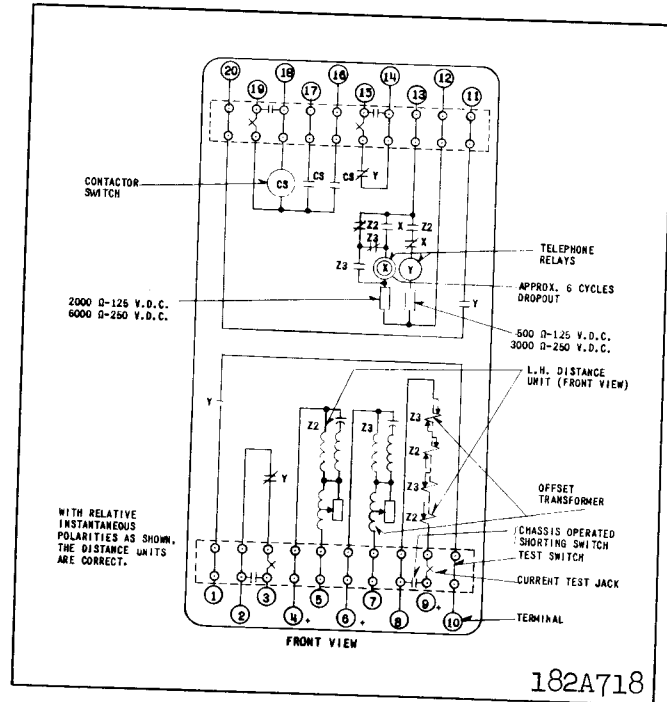 20 19 18 17 16 15 14 13 12 11
CONTACTOR
SWITCH
CS
CS
CS
Y
Z2
X
Z2
Z3
X
Z3
X
Y
TELEPHONE
RELAYS
APPROX. 6 CYCLES
DROPOUT
2000 Ω-125 V.D.C.
6000 Ω-250 V.D.C.
Y
500 Ω-125 V.D.C.
3000 Ω-250 V.D.C.
L.H. DISTANCE
UNIT (FRONT VIEW)
Y
Z2
Z3
Z3
Z2
Z3
Z2
Y
OFFSET
TRANSFORMER
WITH RELATIVE
INSTANTANEOUS
POLARITIES AS SHOWN,
THE DISTANCE UNITS
ARE CORRECT.
CHASSIS OPERATED
SHORTING SWITCH
TEST SWITCH
CURRENT TEST JACK
1 2 3 4+ 5 6+ 7 8 9+ 10
TERMINAL
FRONT VIEW
182A718